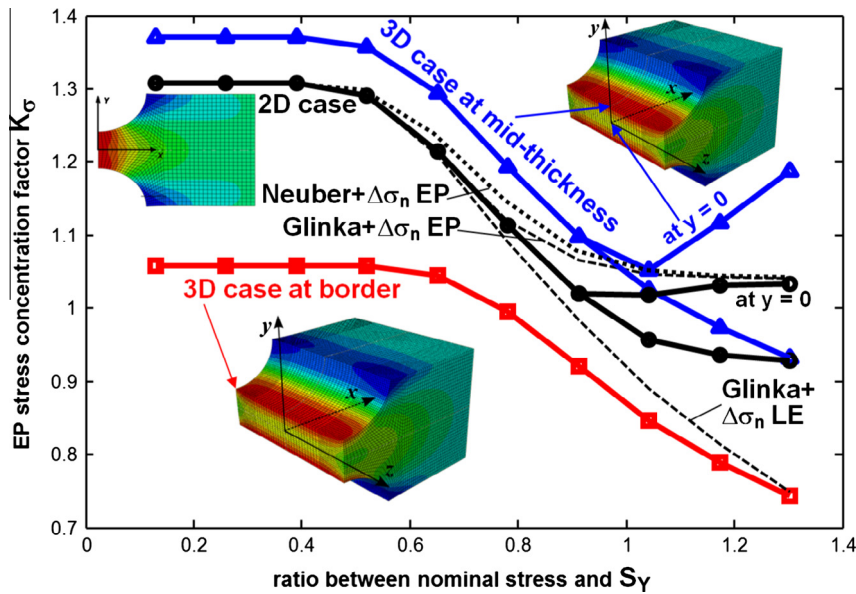 EP stress concentration factor Kσ
1.4
1.3
1.2
1.1
1
0.9
0.8
0.7
0
0.2
0.4
0.6
0.8
1
1.2
1.4
ratio between nominal stress and SY
3D case at mid-thickness
at y = 0
2D case
Y
X
Neuber+Δσn EP
Glinka+Δσn EP
at y = 0
3D case at border
Glinka+
Δσn LE
y
x
z
y
x
z